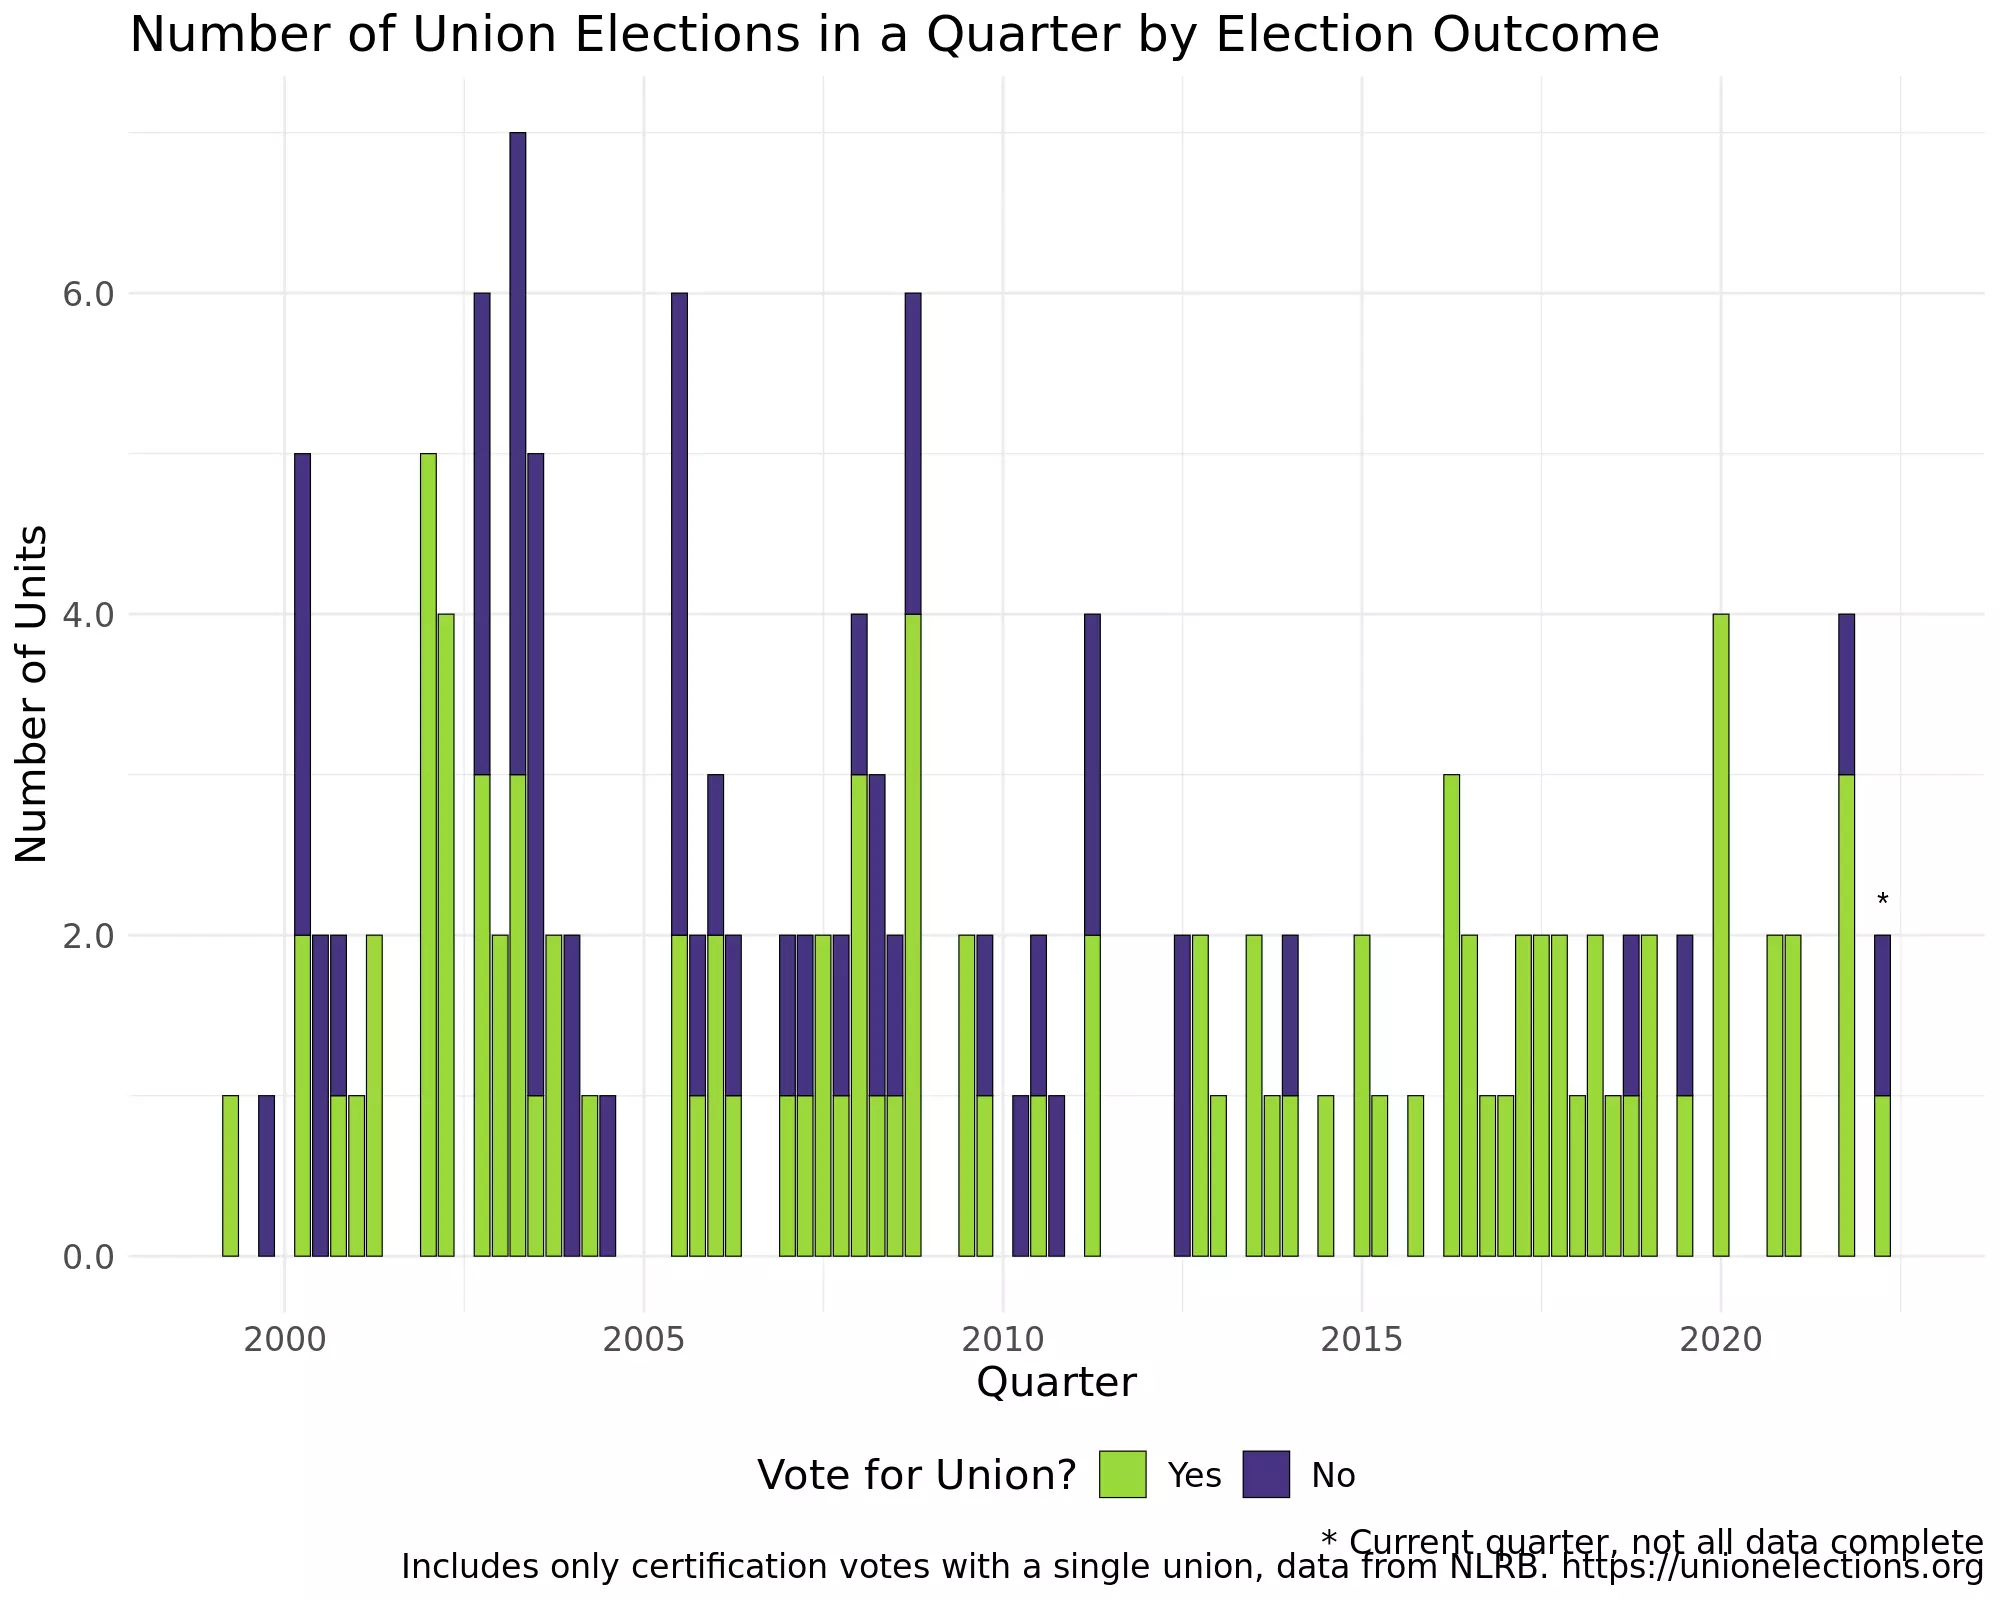 Number of Union Elections in a Quarter by Election Outcome
Number of Units
6.0
4.0
2.0
0.0
*
2000 2005 2010 2015 2020
Quarter
Vote for Union? Yes No
* Current quarter, not all data complete
Includes only certification votes with a single union, data from NLRB. https://unionelections.org